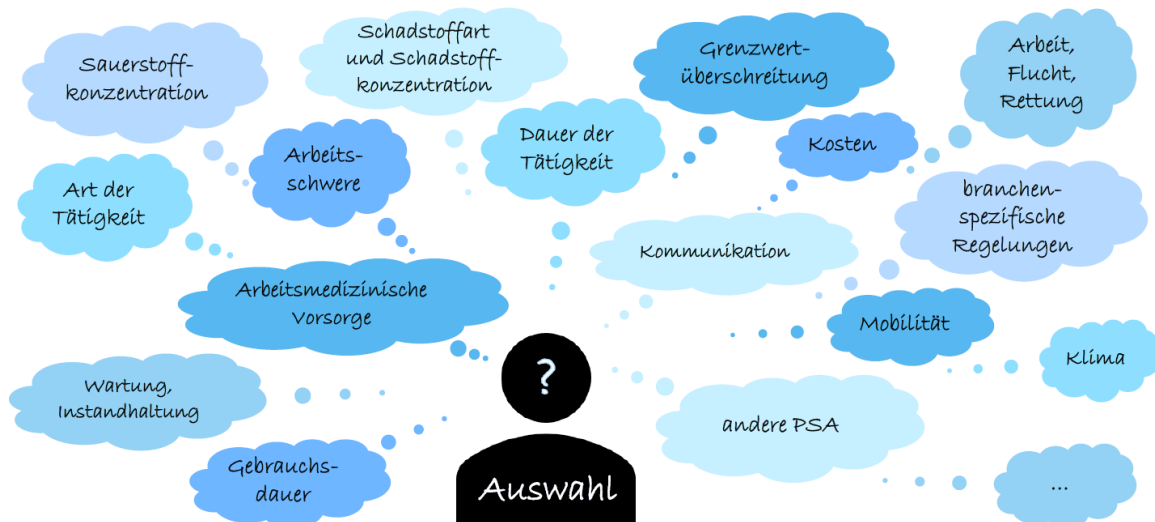 Sauerstoff-
konzentration
Schadstoffart
und Schadstoff-
konzentration
Grenzwert-
überschreitung
Arbeit,
Flucht,
Rettung
Art der
Tätigkeit
Arbeits-
schwere
Dauer der
Tätigkeit
Kosten
branchen-
spezifische
Regelungen
Arbeitsmedizinische
Vorsorge
Kommunikation
Mobilität
Klima
Wartung,
Instandhaltung
?
andere PSA
Gebrauchs-
dauer
Auswahl
...